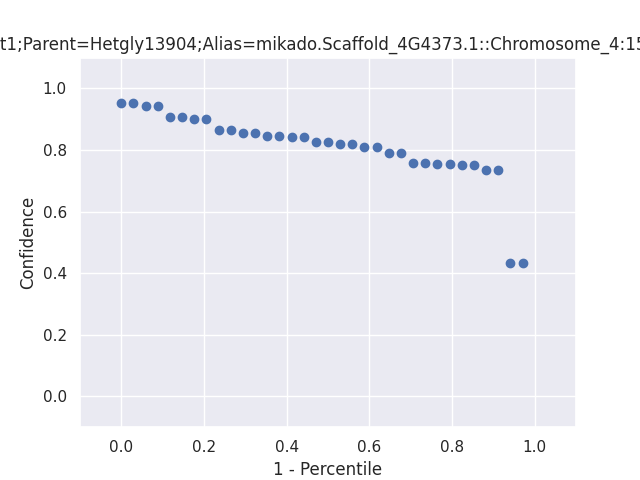 t1;Parent=Hetgly13904;Alias=mikado.Scaffold_4G4373.1::Chromosome_4:15
1.0
0.8
0.6
0.4
0.2
0.0
Confidence
0.0 0.2 0.4 0.6 0.8 1.0
1 - Percentile